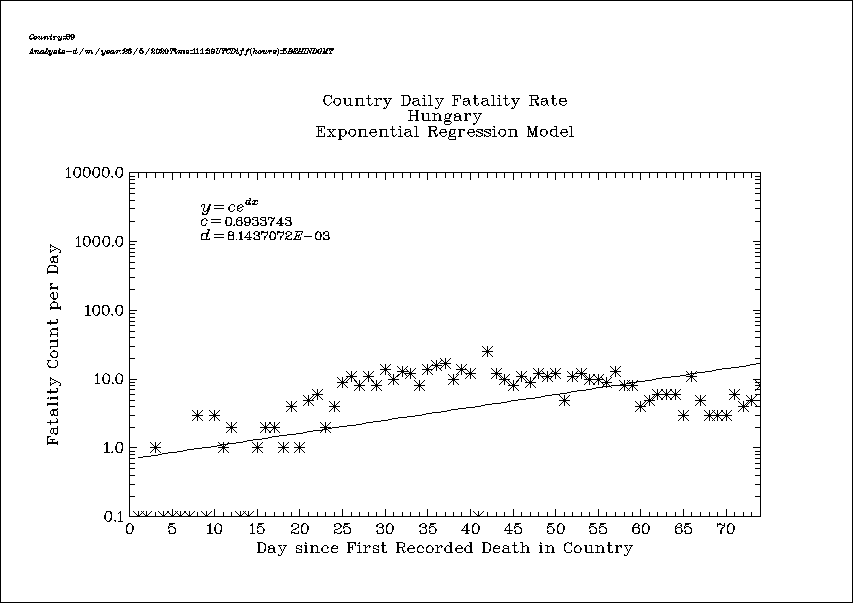 Country:89
Country Daily Fatality Rate
Hungary
Exponential Regression Model
10000.0
1000.0
100.0
10.0
1.0
0.1
y=ce^dx
c=0.6933743
d=8.1437072E-03
Fatality Count per Day
0 5 10 15 20 25 30 35 40 45 50 55 60 65 70
Day since First Recorded Death in Country